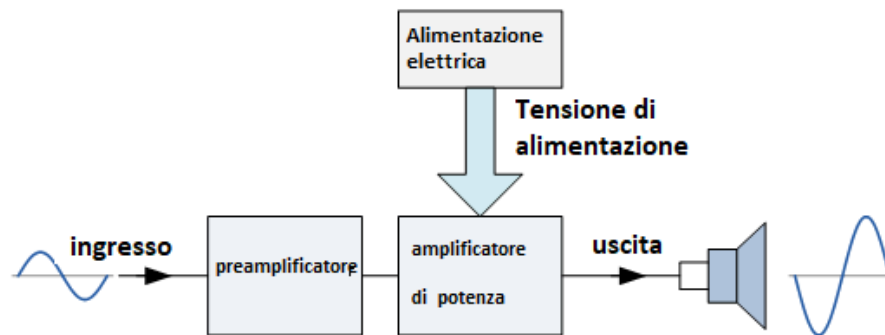 Alimentazione
elettrica
Tensione di
alimentazione
ingresso
preamplificatore
amplificatore
di potenza
uscita